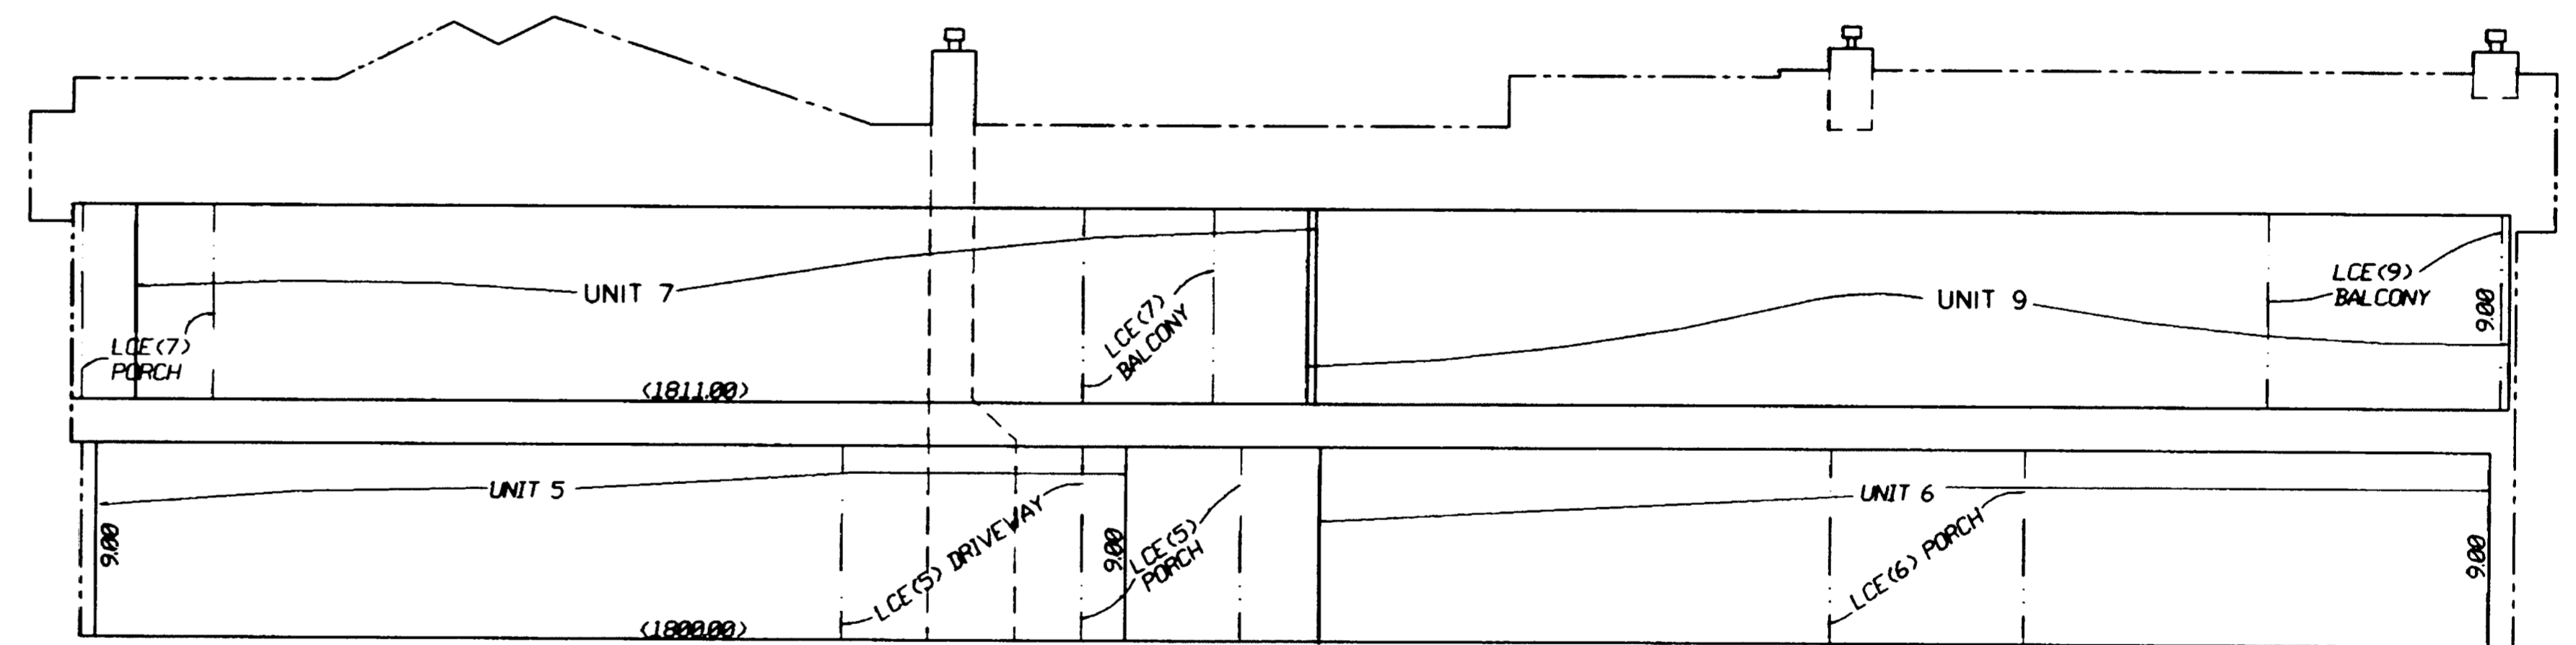 UNIT 7
LCE(7)
PORCH
LCE(7)
BALCONY
(1811.00)
UNIT 9
LCE(9)
BALCONY
9.00
UNIT 5
9.00
LCE(5) DRIVEWAY
9.00
LCE(5)
PORCH
(1800.00)
UNIT 6
LCE(6) PORCH
9.00